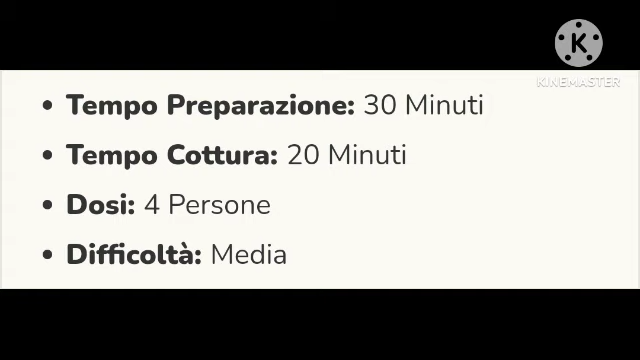 K
KINEMASTER
• Tempo Preparazione: 30 Minuti
• Tempo Cottura: 20 Minuti
• Dosi: 4 Persone
• Difficoltà: Media